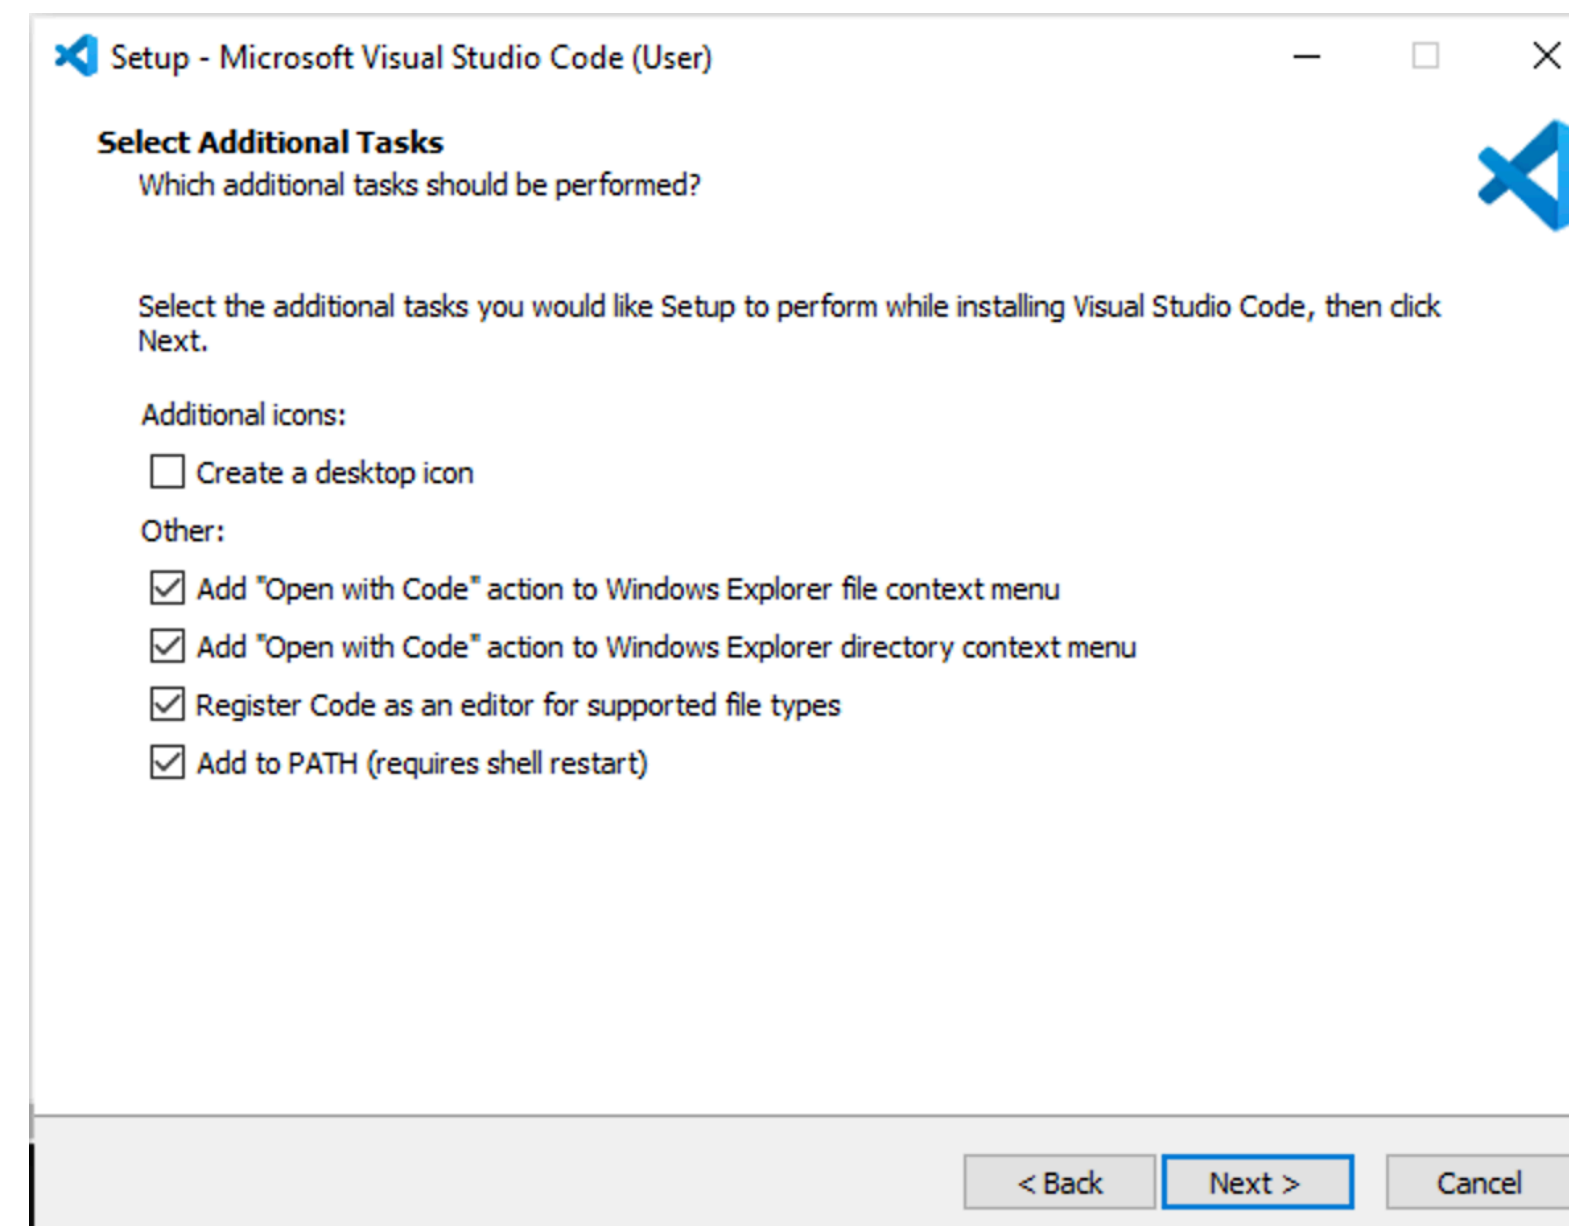 Setup - Microsoft Visual Studio Code (User)
Select Additional Tasks
Which additional tasks should be performed?
Select the additional tasks you would like Setup to perform while installing Visual Studio Code, then click
Next.
Additional icons:
Create a desktop icon
Other:
Add "Open with Code" action to Windows Explorer file context menu
Add "Open with Code" action to Windows Explorer directory context menu
Register Code as an editor for supported file types
Add to PATH (requires shell restart)
< Back
Next >
Cancel